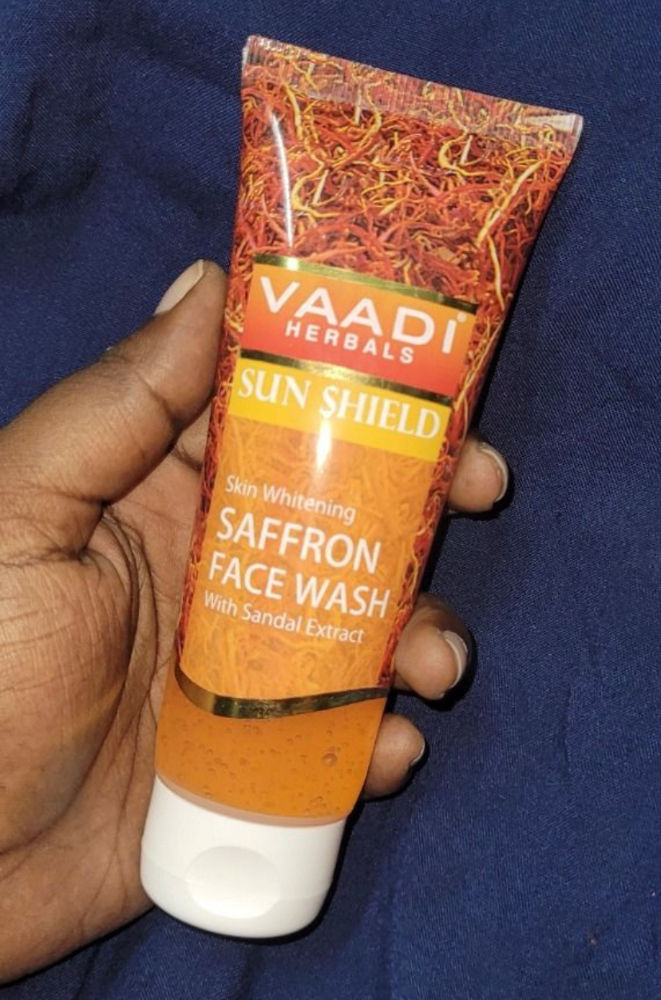 VAADI®
HERBALS
SUN SHIELD
Skin Whitening
SAFFRON
FACE WASH
With Sandal Extract